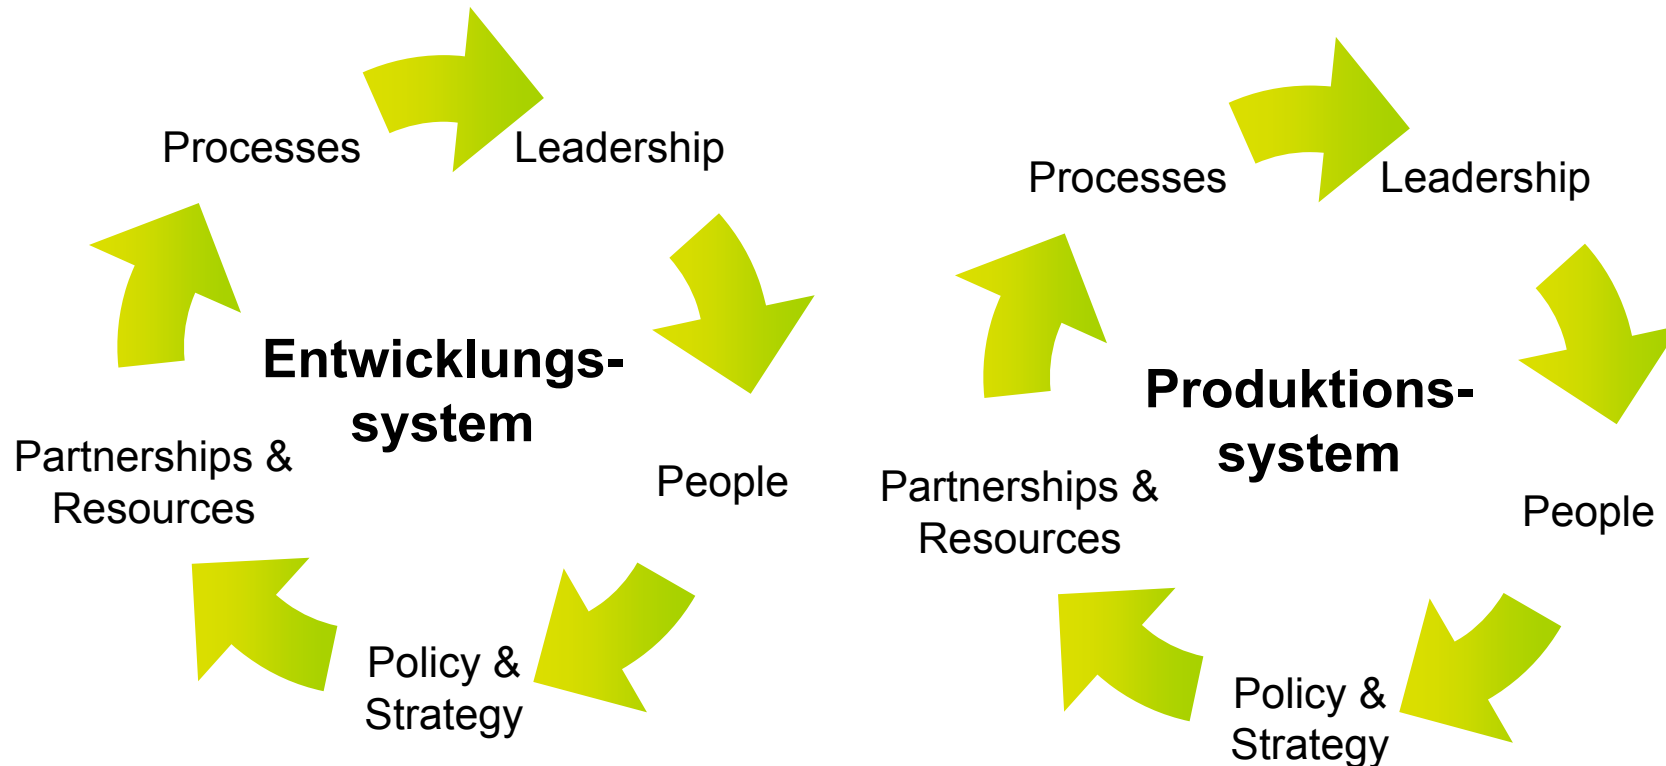 Processes
Leadership
Entwicklungs-
system
Partnerships &
Resources
People
Policy &
Strategy
Processes
Leadership
Produktions-
system
Partnerships &
Resources
People
Policy &
Strategy